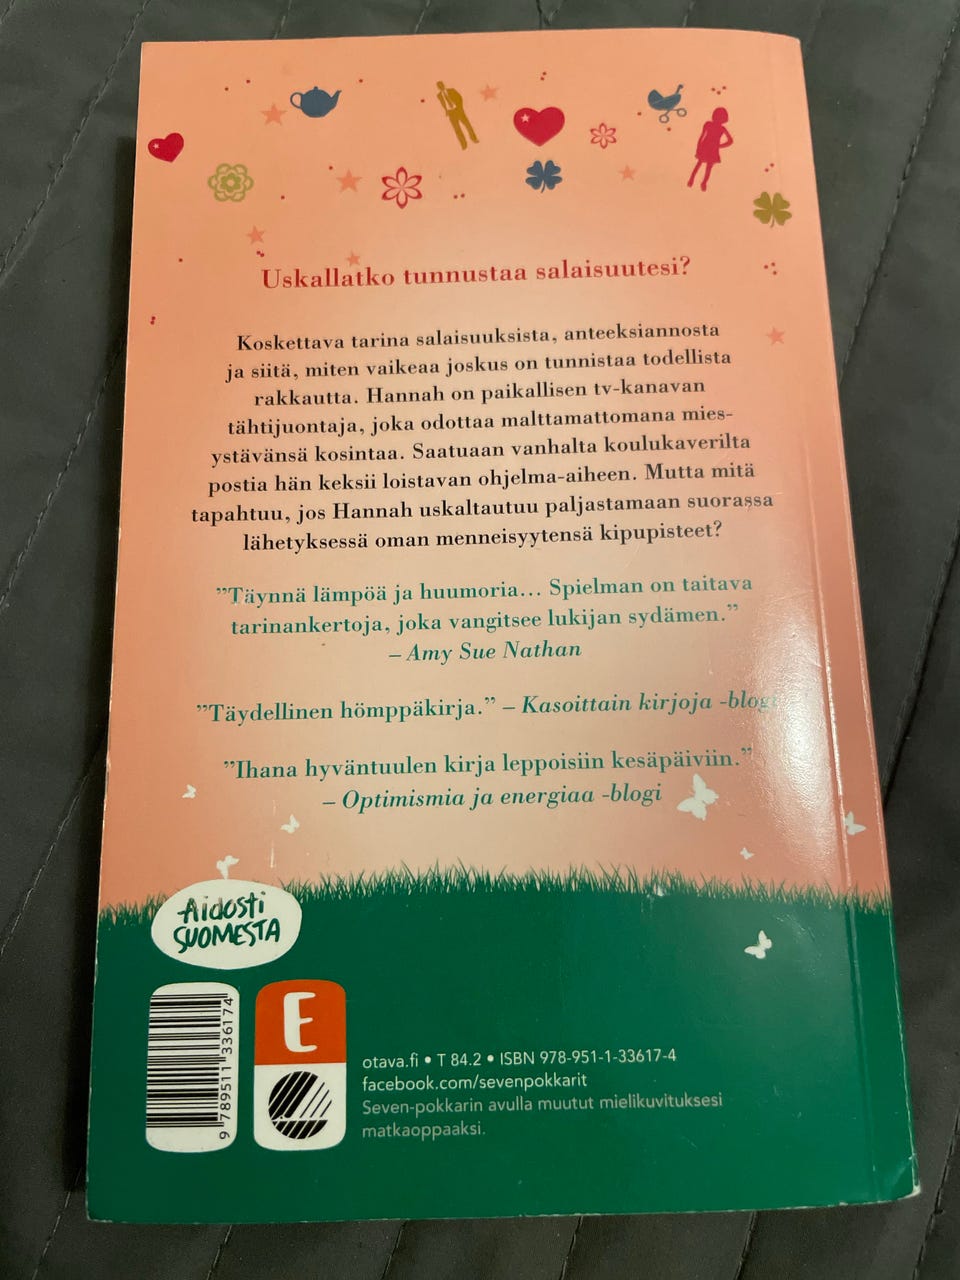 Uskallatko tunnustaa salaisuutesi?
Koskettava tarina salaisuuksista, anteeksiannosta
ja siitä, miten vaikeaa joskus on tunnistaa todellista
rakkautta. Hannah on paikallisen tv-kanavan
tähtijuontaja, joka odottaa malttamattomana mies-
ystävänsä kosintaa. Saatuaan vanhalta koulukaverilta
postia hän keksii loistavan ohjelma-aiheen. Mutta mitä
tapahtuu, jos Hannah uskaltautuu paljastamaan suorassa
lähetyksessä oman menneisyytensä kipupisteet?
”Täynnä lämpöä ja huumoria... Spielman on taitava
tarinankertoja, joka vangitsee lukijan sydämen.”
– Amy Sue Nathan
”Täydellinen hömppäkirja.” – Kasoittain kirjoja -blogi
”Ihana hyväntuulen kirja leppoisiin kesäpäiviin.”
– Optimismia ja energiaa -blogi
Aidosti
SUOMESTA
9 789511 336174
E
otava.fi • T 84.2 • ISBN 978-951-1-33617-4
facebook.com/sevenpokkarit
Seven-pokkarin avulla muutut mielikuvituksesi
matkaoppaaksi.